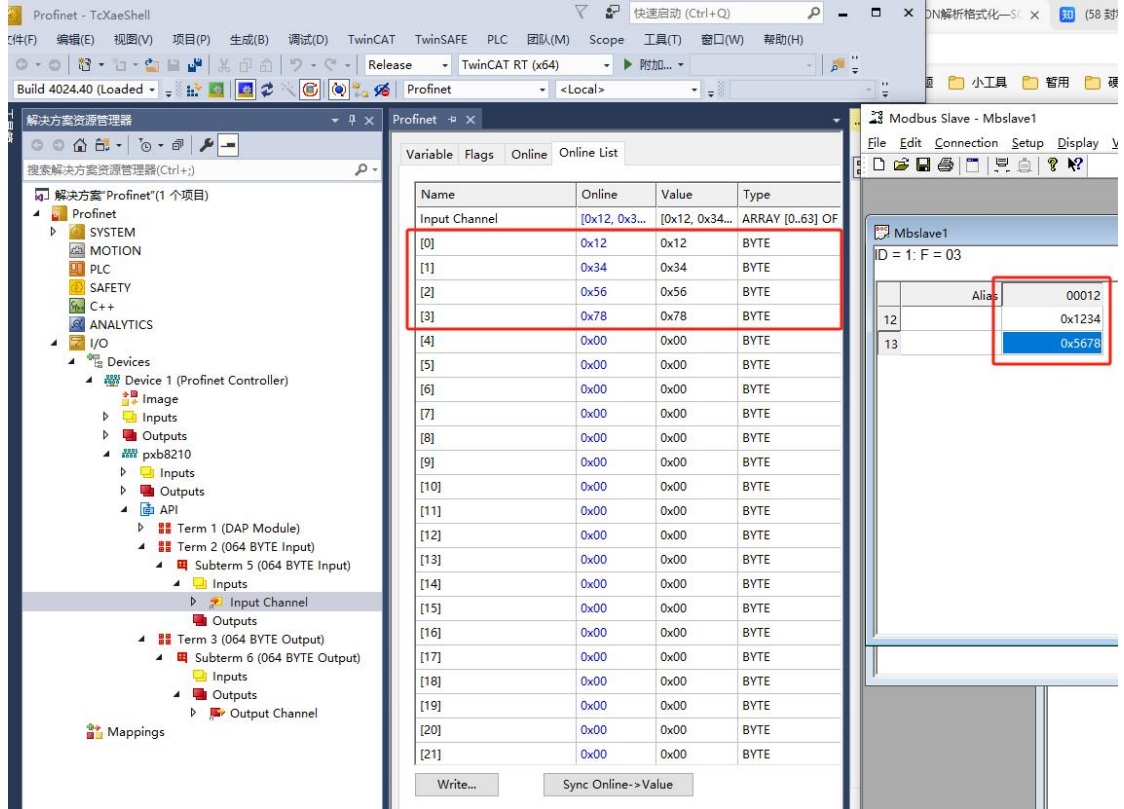 Profinet - TcXaeShell
快速启动 (Ctrl+Q)
(F) 编辑(E) 视图(V) 项目(P) 生成(B) 调试(D) TwinCAT TwinSAFE PLC 团队(M) Scope 工具(T) 窗口(W) 帮助(H)
Release TwinCAT RT (x64) 附加...
Build 4024.40 (Loaded Profinet <Local>
解决方案资源管理器
搜索解决方案资源管理器(Ctrl+;)
解决方案"Profinet"(1 个项目)
Profinet
SYSTEM
MOTION
PLC
SAFETY
C++
ANALYTICS
I/O
Devices
Device 1 (Profinet Controller)
Image
Inputs
Outputs
pxb8210
Inputs
Outputs
API
Term 1 (DAP Module)
Term 2 (064 BYTE Input)
Subterm 5 (064 BYTE Input)
Inputs
Input Channel
Outputs
Term 3 (064 BYTE Output)
Subterm 6 (064 BYTE Output)
Inputs
Outputs
Output Channel
Mappings
Profinet
Variable Flags Online Online List
Name Online Value Type
Input Channel [0x12, 0x3... [0x12, 0x34... ARRAY [0..63] OF
[0] 0x12 0x12 BYTE
[1] 0x34 0x34 BYTE
[2] 0x56 0x56 BYTE
[3] 0x78 0x78 BYTE
[4] 0x00 0x00 BYTE
[5] 0x00 0x00 BYTE
[6] 0x00 0x00 BYTE
[7] 0x00 0x00 BYTE
[8] 0x00 0x00 BYTE
[9] 0x00 0x00 BYTE
[10] 0x00 0x00 BYTE
[11] 0x00 0x00 BYTE
[12] 0x00 0x00 BYTE
[13] 0x00 0x00 BYTE
[14] 0x00 0x00 BYTE
[15] 0x00 0x00 BYTE
[16] 0x00 0x00 BYTE
[17] 0x00 0x00 BYTE
[18] 0x00 0x00 BYTE
[19] 0x00 0x00 BYTE
[20] 0x00 0x00 BYTE
[21] 0x00 0x00 BYTE
Write... Sync Online->Value
ON解析格式化—S 知 (58 封
小工具 暂用
Modbus Slave - Mbslave1
File Edit Connection Setup Display
Mbslave1
ID = 1: F = 03
Alias 00012
12 0x1234
13 0x5678